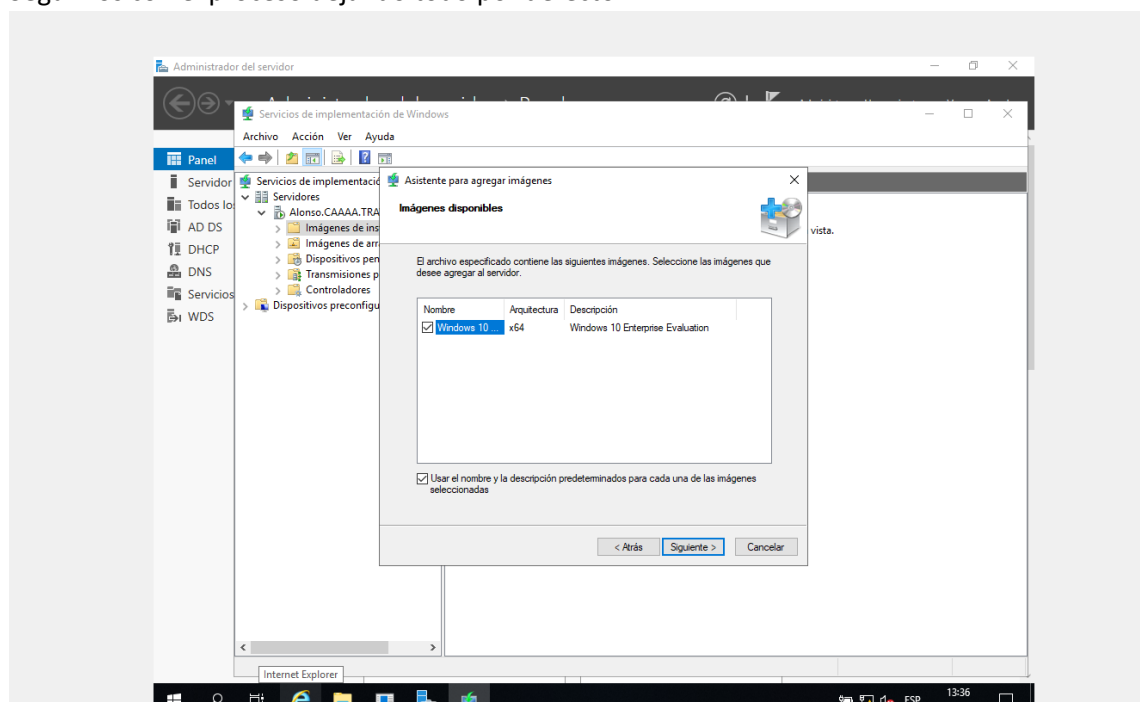 Administrador del servidor
Servicios de implementación de Windows
Archivo Acción Ver Ayuda
Panel
Servidor
Todos lo
AD DS
DHCP
DNS
Servicios
WDS
Servicios de implementació
Servidores
Alonso.CAAAA.TRA
Imágenes de ins
Imágenes de arr
Dispositivos pen
Transmisiones p
Controladores
Dispositivos preconfigu
Asistente para agregar imágenes
Imágenes disponibles
El archivo especificado contiene las siguientes imágenes. Seleccione las imágenes que
desee agregar al servidor.
Nombre Arquitectura Descripción
Windows 10 ... x64 Windows 10 Enterprise Evaluation
Usar el nombre y la descripción predeterminados para cada una de las imágenes
seleccionadas
< Atrás Siguiente > Cancelar
vista.
Internet Explorer
ESP
13:36